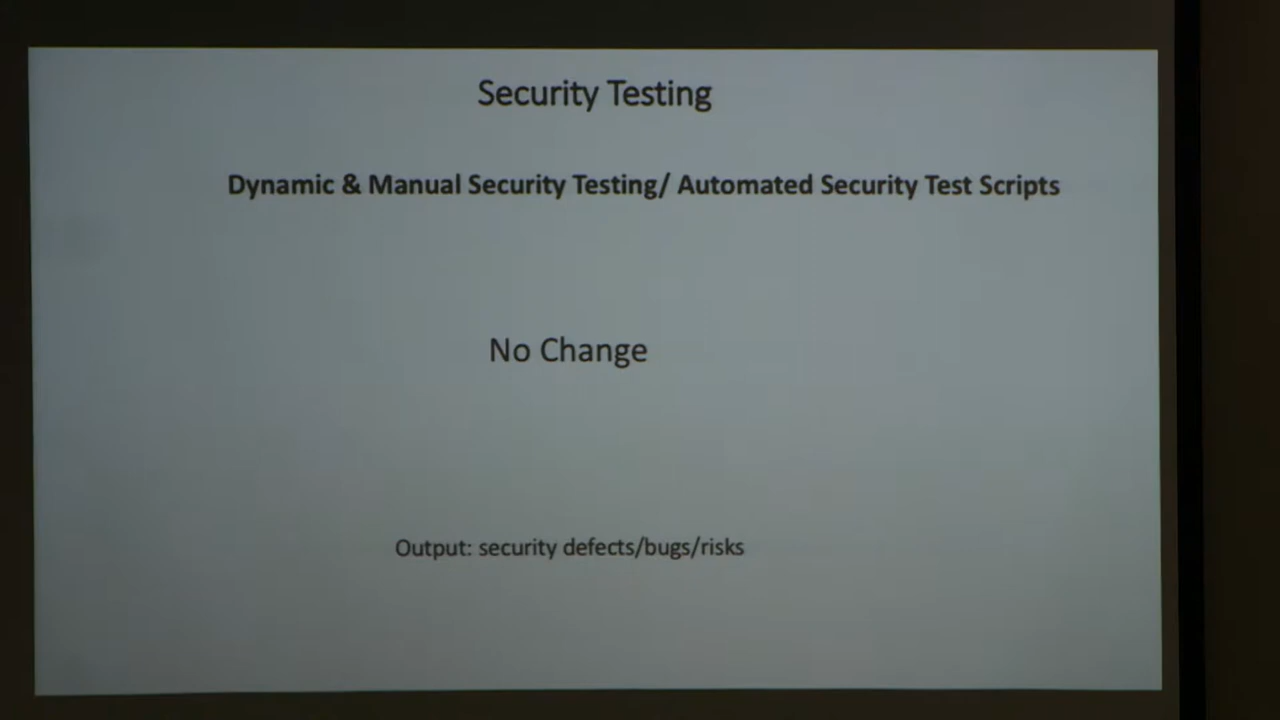 Security Testing
Dynamic & Manual Security Testing/ Automated Security Test Scripts
No Change
Output: security defects/bugs/risks